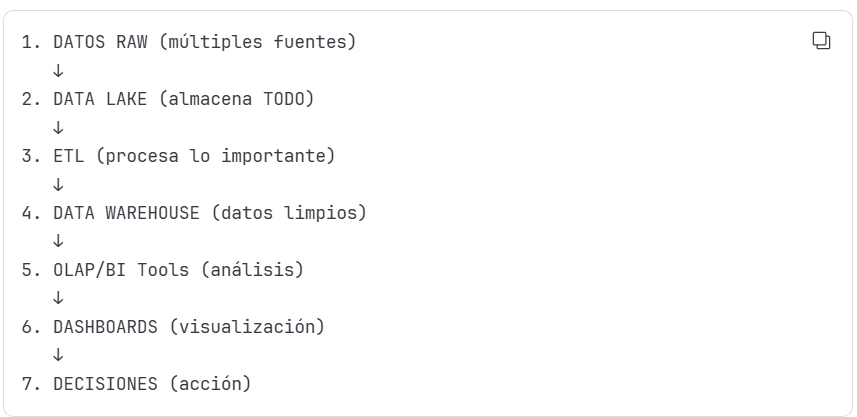 1. DATOS RAW (múltiples fuentes)
↓
2. DATA LAKE (almacena TODO)
↓
3. ETL (procesa lo importante)
↓
4. DATA WAREHOUSE (datos limpios)
↓
5. OLAP/BI Tools (análisis)
↓
6. DASHBOARDS (visualización)
↓
7. DECISIONES (acción)